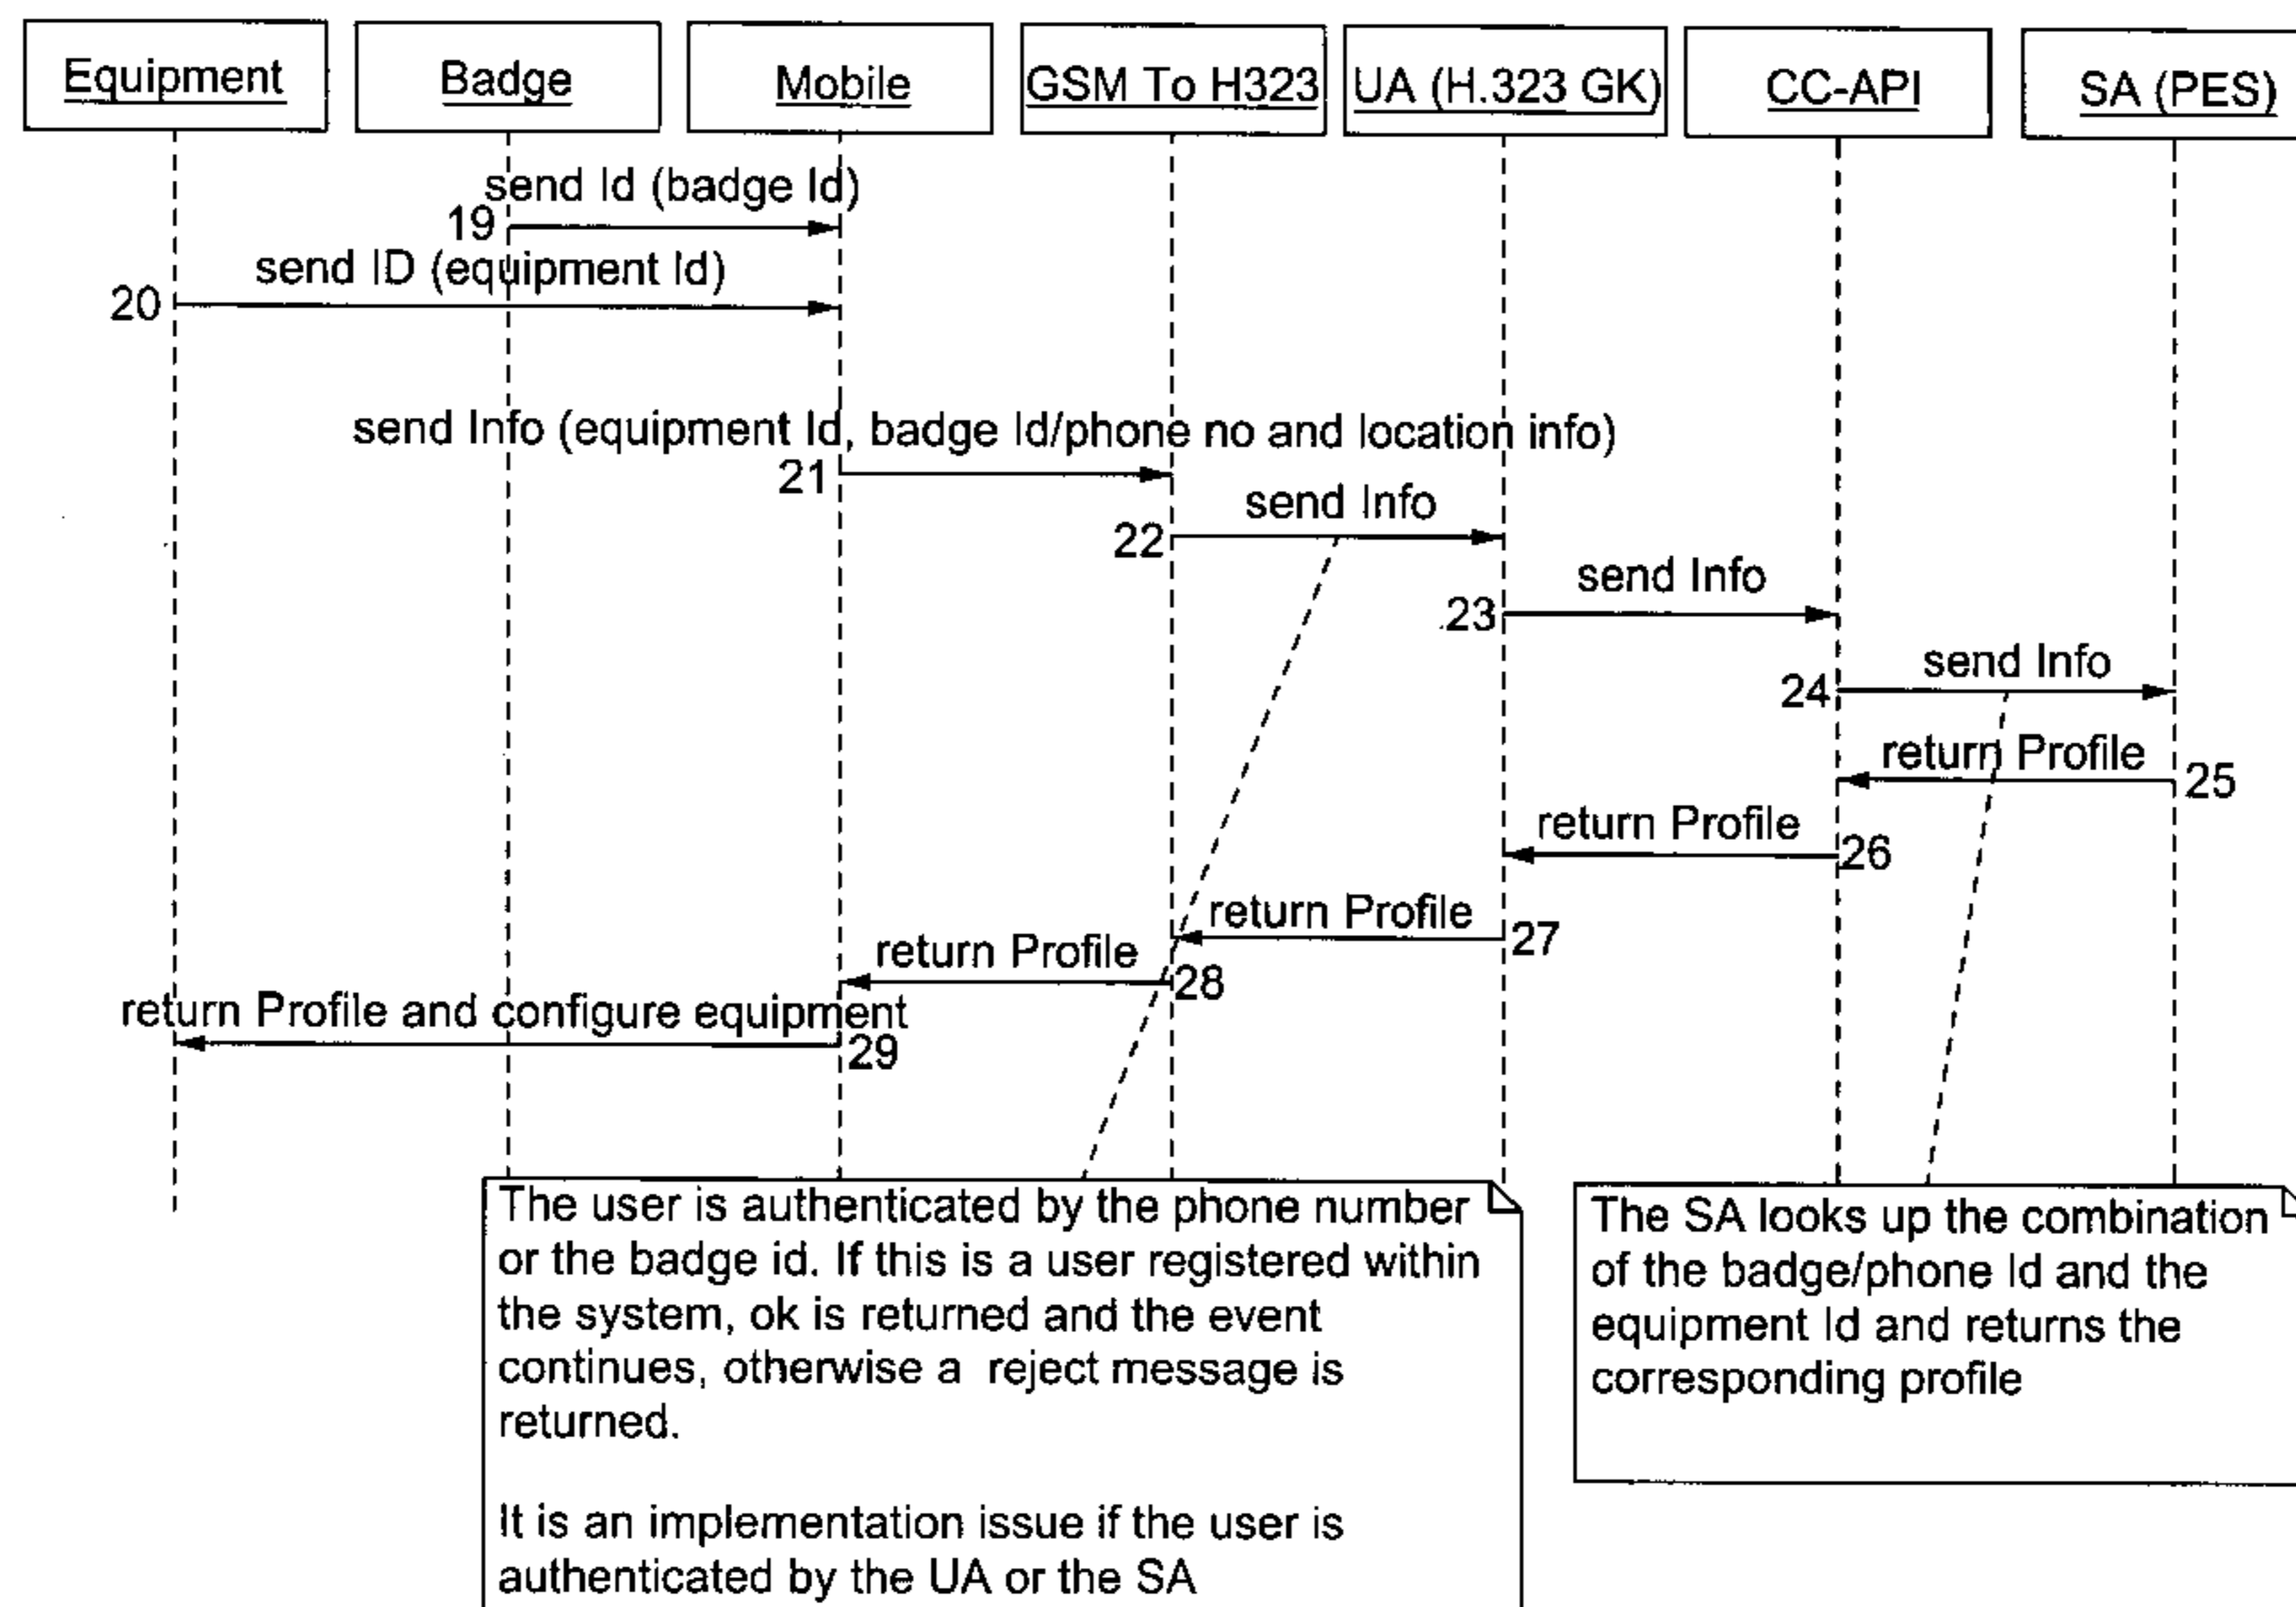 Equipment
Badge
Mobile
GSM To H323
UA (H.323 GK)
CC-API
SA (PES)
send Id (badge Id)
19
send ID (equipment Id)
20
send Info (equipment Id, badge Id/phone no and location info)
21
send Info
22
send Info
23
send Info
24
return Profile
25
return Profile
26
return Profile
27
return Profile
28
return Profile and configure equipment
29
The user is authenticated by the phone number
or the badge id. If this is a user registered within
the system, ok is returned and the event
continues, otherwise a reject message is
returned.
It is an implementation issue if the user is
authenticated by the UA or the SA
The SA looks up the combination
of the badge/phone Id and the
equipment Id and returns the
corresponding profile